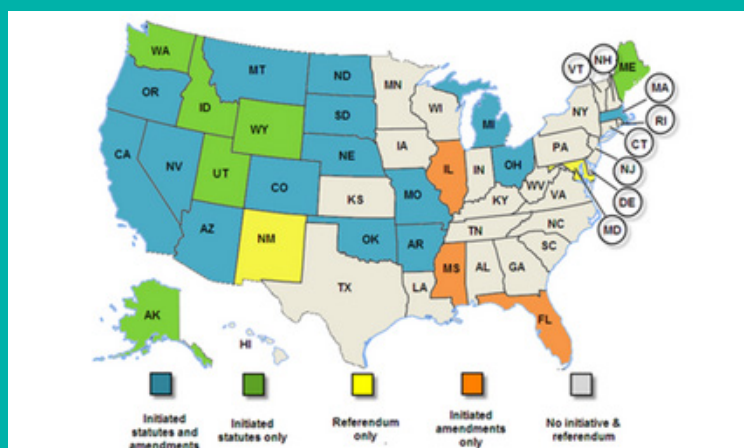 WA
MT
ND
MN
VT
NH
ME
OR
ID
SD
WI
MI
NY
MA
RI
WY
CT
NE
IA
PA
NJ
CA
NV
UT
CO
IL
IN
OH
WV
DE
KS
MO
KY
VA
MD
AZ
NM
OK
AR
TN
NC
SC
TX
LA
MS
AL
GA
AK
HI
FL
Initiated
statutes and
amendments
Initiated
statutes only
Referendum
only
Initiated
amendments
only
No initiative &
referendum